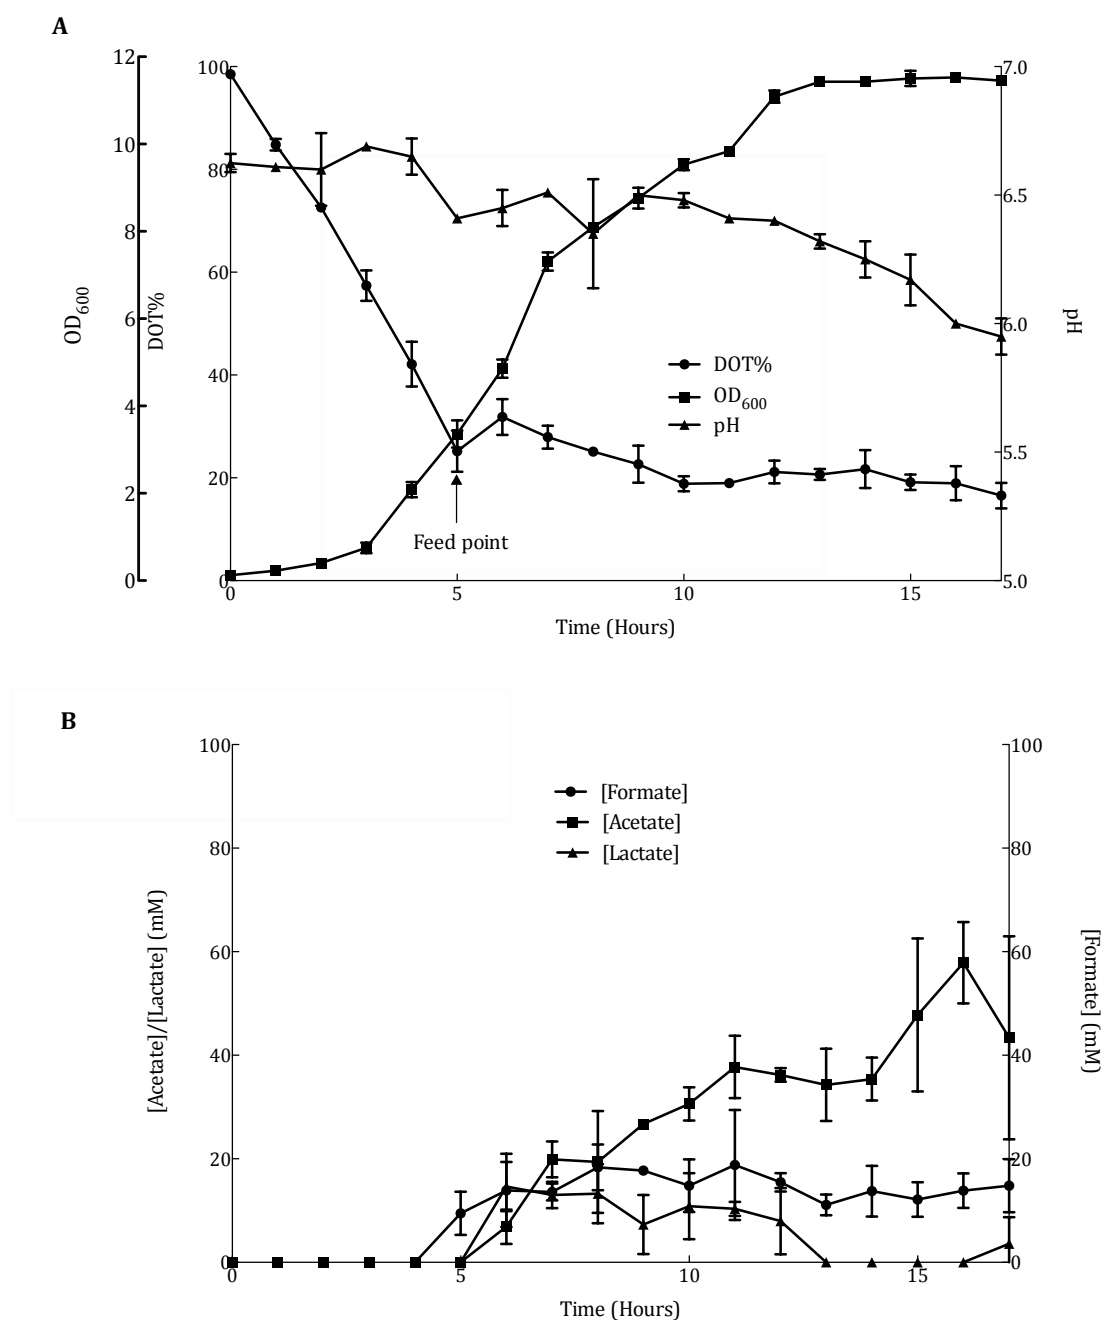 A
12
10
8
6
4
2
0
OD600
100
80
60
40
20
0
DOT%
7.0
6.5
6.0
5.5
5.0
pH
DOT%
OD600
pH
Feed point
0 5 10 15
Time (Hours)
B
100
80
60
40
20
0
[Acetate]/[Lactate] (mM)
[Formate]
[Acetate]
[Lactate]
100
80
60
40
20
0
[Formate] (mM)
0 5 10 15
Time (Hours)